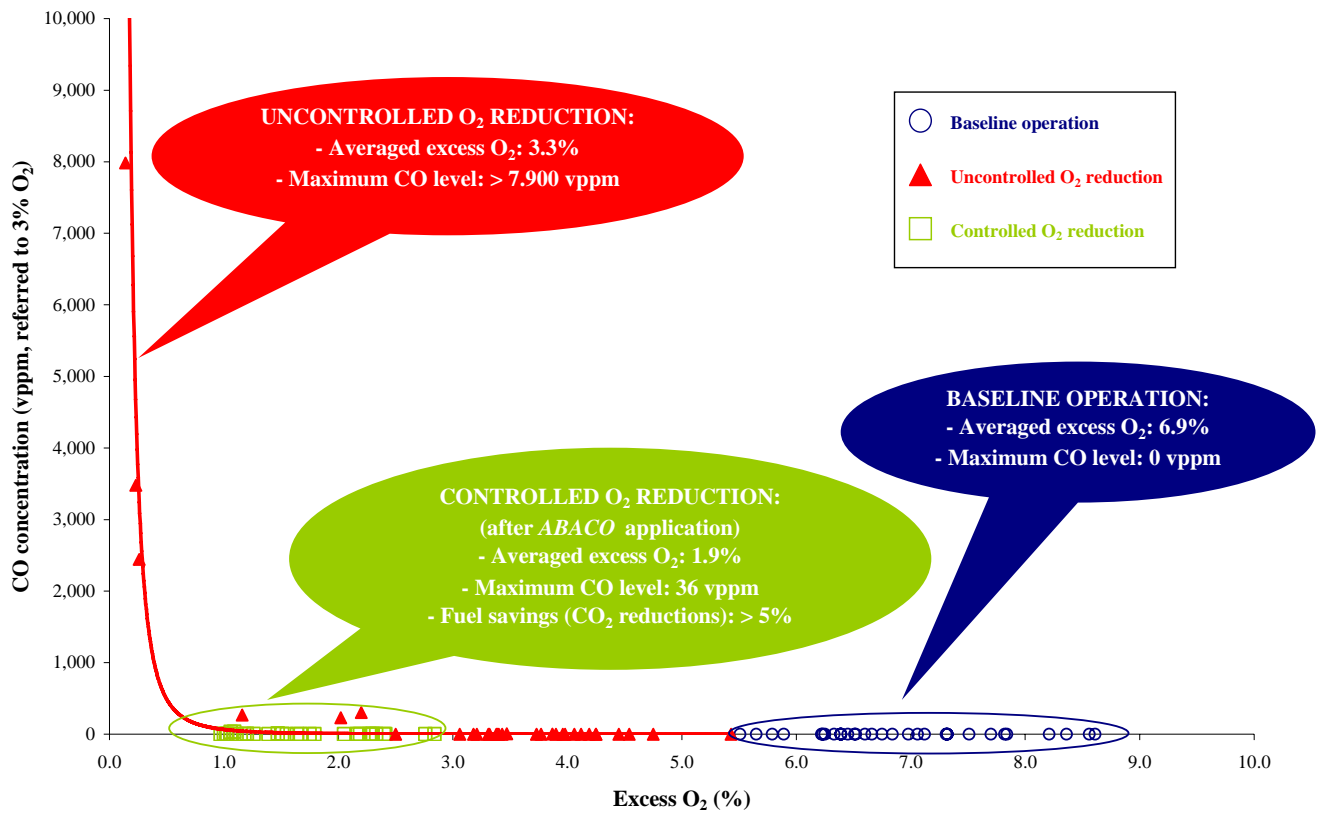 10,000
9,000
8,000
7,000
6,000
5,000
4,000
3,000
2,000
1,000
0
CO concentration (vppm, referred to 3% O₂)
UNCONTROLLED O₂ REDUCTION:
- Averaged excess O₂: 3.3%
- Maximum CO level: > 7.900 vppm
Baseline operation
Uncontrolled O₂ reduction
Controlled O₂ reduction
BASELINE OPERATION:
- Averaged excess O₂: 6.9%
- Maximum CO level: 0 vppm
CONTROLLED O₂ REDUCTION:
(after ABACO application)
- Averaged excess O₂: 1.9%
- Maximum CO level: 36 vppm
- Fuel savings (CO₂ reductions): > 5%
0.0 1.0 2.0 3.0 4.0 5.0 6.0 7.0 8.0 9.0 10.0
Excess O₂ (%)